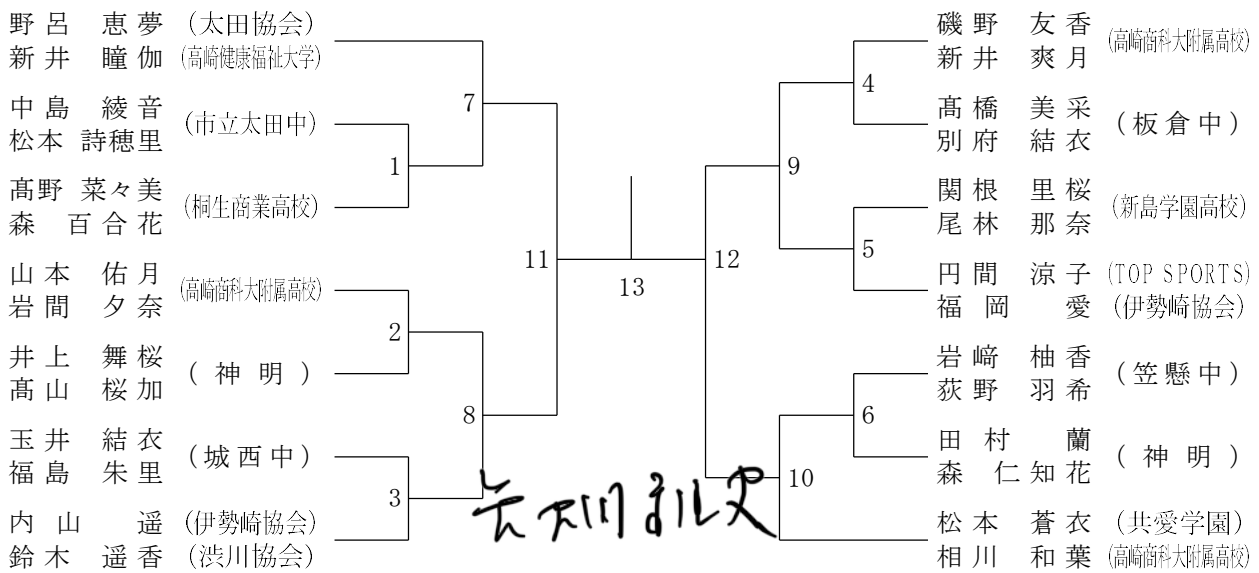 野呂 恵夢 (太田協会)
新井 瞳伽 (高崎健康福祉大学)
中島 綾音 (市立太田中)
松本 詩穂里
髙野 菜々美 (桐生商業高校)
森 百合花
山本 佑月 (高崎商科大附属高校)
岩間 夕奈
井上 舞桜 (神明)
髙山 桜加
玉井 結衣 (城西中)
福島 朱里
内山 遥 (伊勢崎協会)
鈴木 遥香 (渋川協会)
7
1
11
2
8
3
13
12
9
4
5
6
10
磯野 友香 (高崎商科大附属高校)
新井 爽月
髙橋 美采 (板倉中)
別府 結衣
関根 里桜 (新島学園高校)
尾林 那奈
円間 涼子 (TOP SPORTS)
福岡 愛 (伊勢崎協会)
岩﨑 柚香 (笠懸中)
荻野 羽希
田村 蘭 (神明)
森 仁知花
松本 蒼衣 (共愛学園)
相川 和葉 (高崎商科大附属高校)